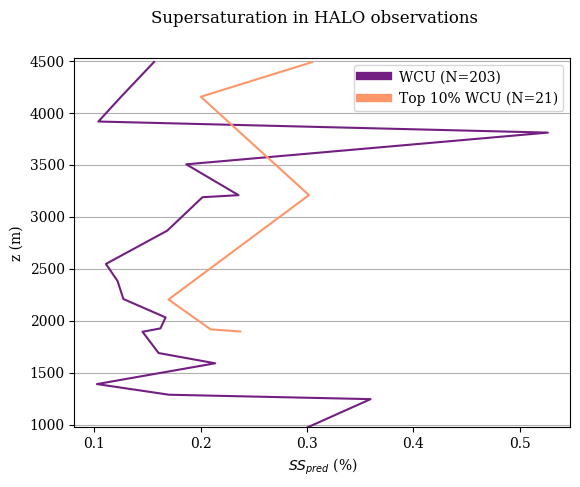 Supersaturation in HALO observations
WCU (N=203)
Top 10% WCU (N=21)
4500
4000
3500
3000
2500
2000
1500
1000
z (m)
0.1 0.2 0.3 0.4 0.5
SS_pred (%)